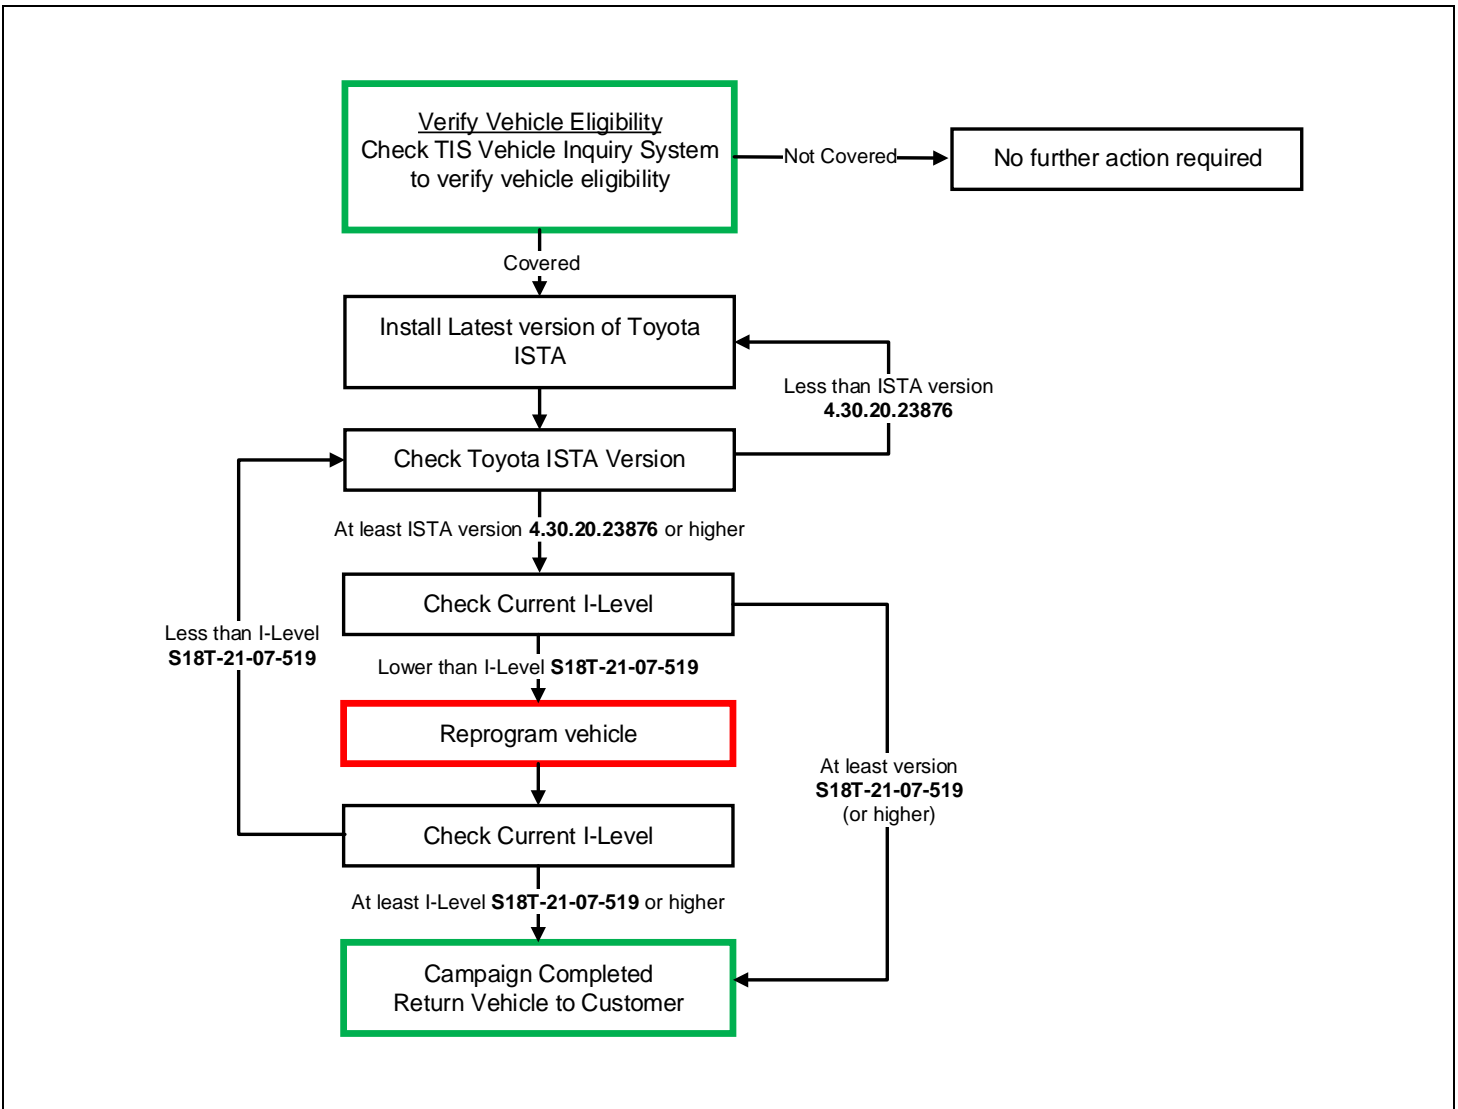 Verify Vehicle Eligibility
Check TIS Vehicle Inquiry System
to verify vehicle eligibility
Not Covered
No further action required
Covered
Install Latest version of Toyota
ISTA
Less than ISTA version
4.30.20.23876
Check Toyota ISTA Version
At least ISTA version 4.30.20.23876 or higher
Check Current I-Level
Less than I-Level
S18T-21-07-519
Lower than I-Level S18T-21-07-519
Reprogram vehicle
At least version
S18T-21-07-519
(or higher)
Check Current I-Level
At least I-Level S18T-21-07-519 or higher
Campaign Completed
Return Vehicle to Customer